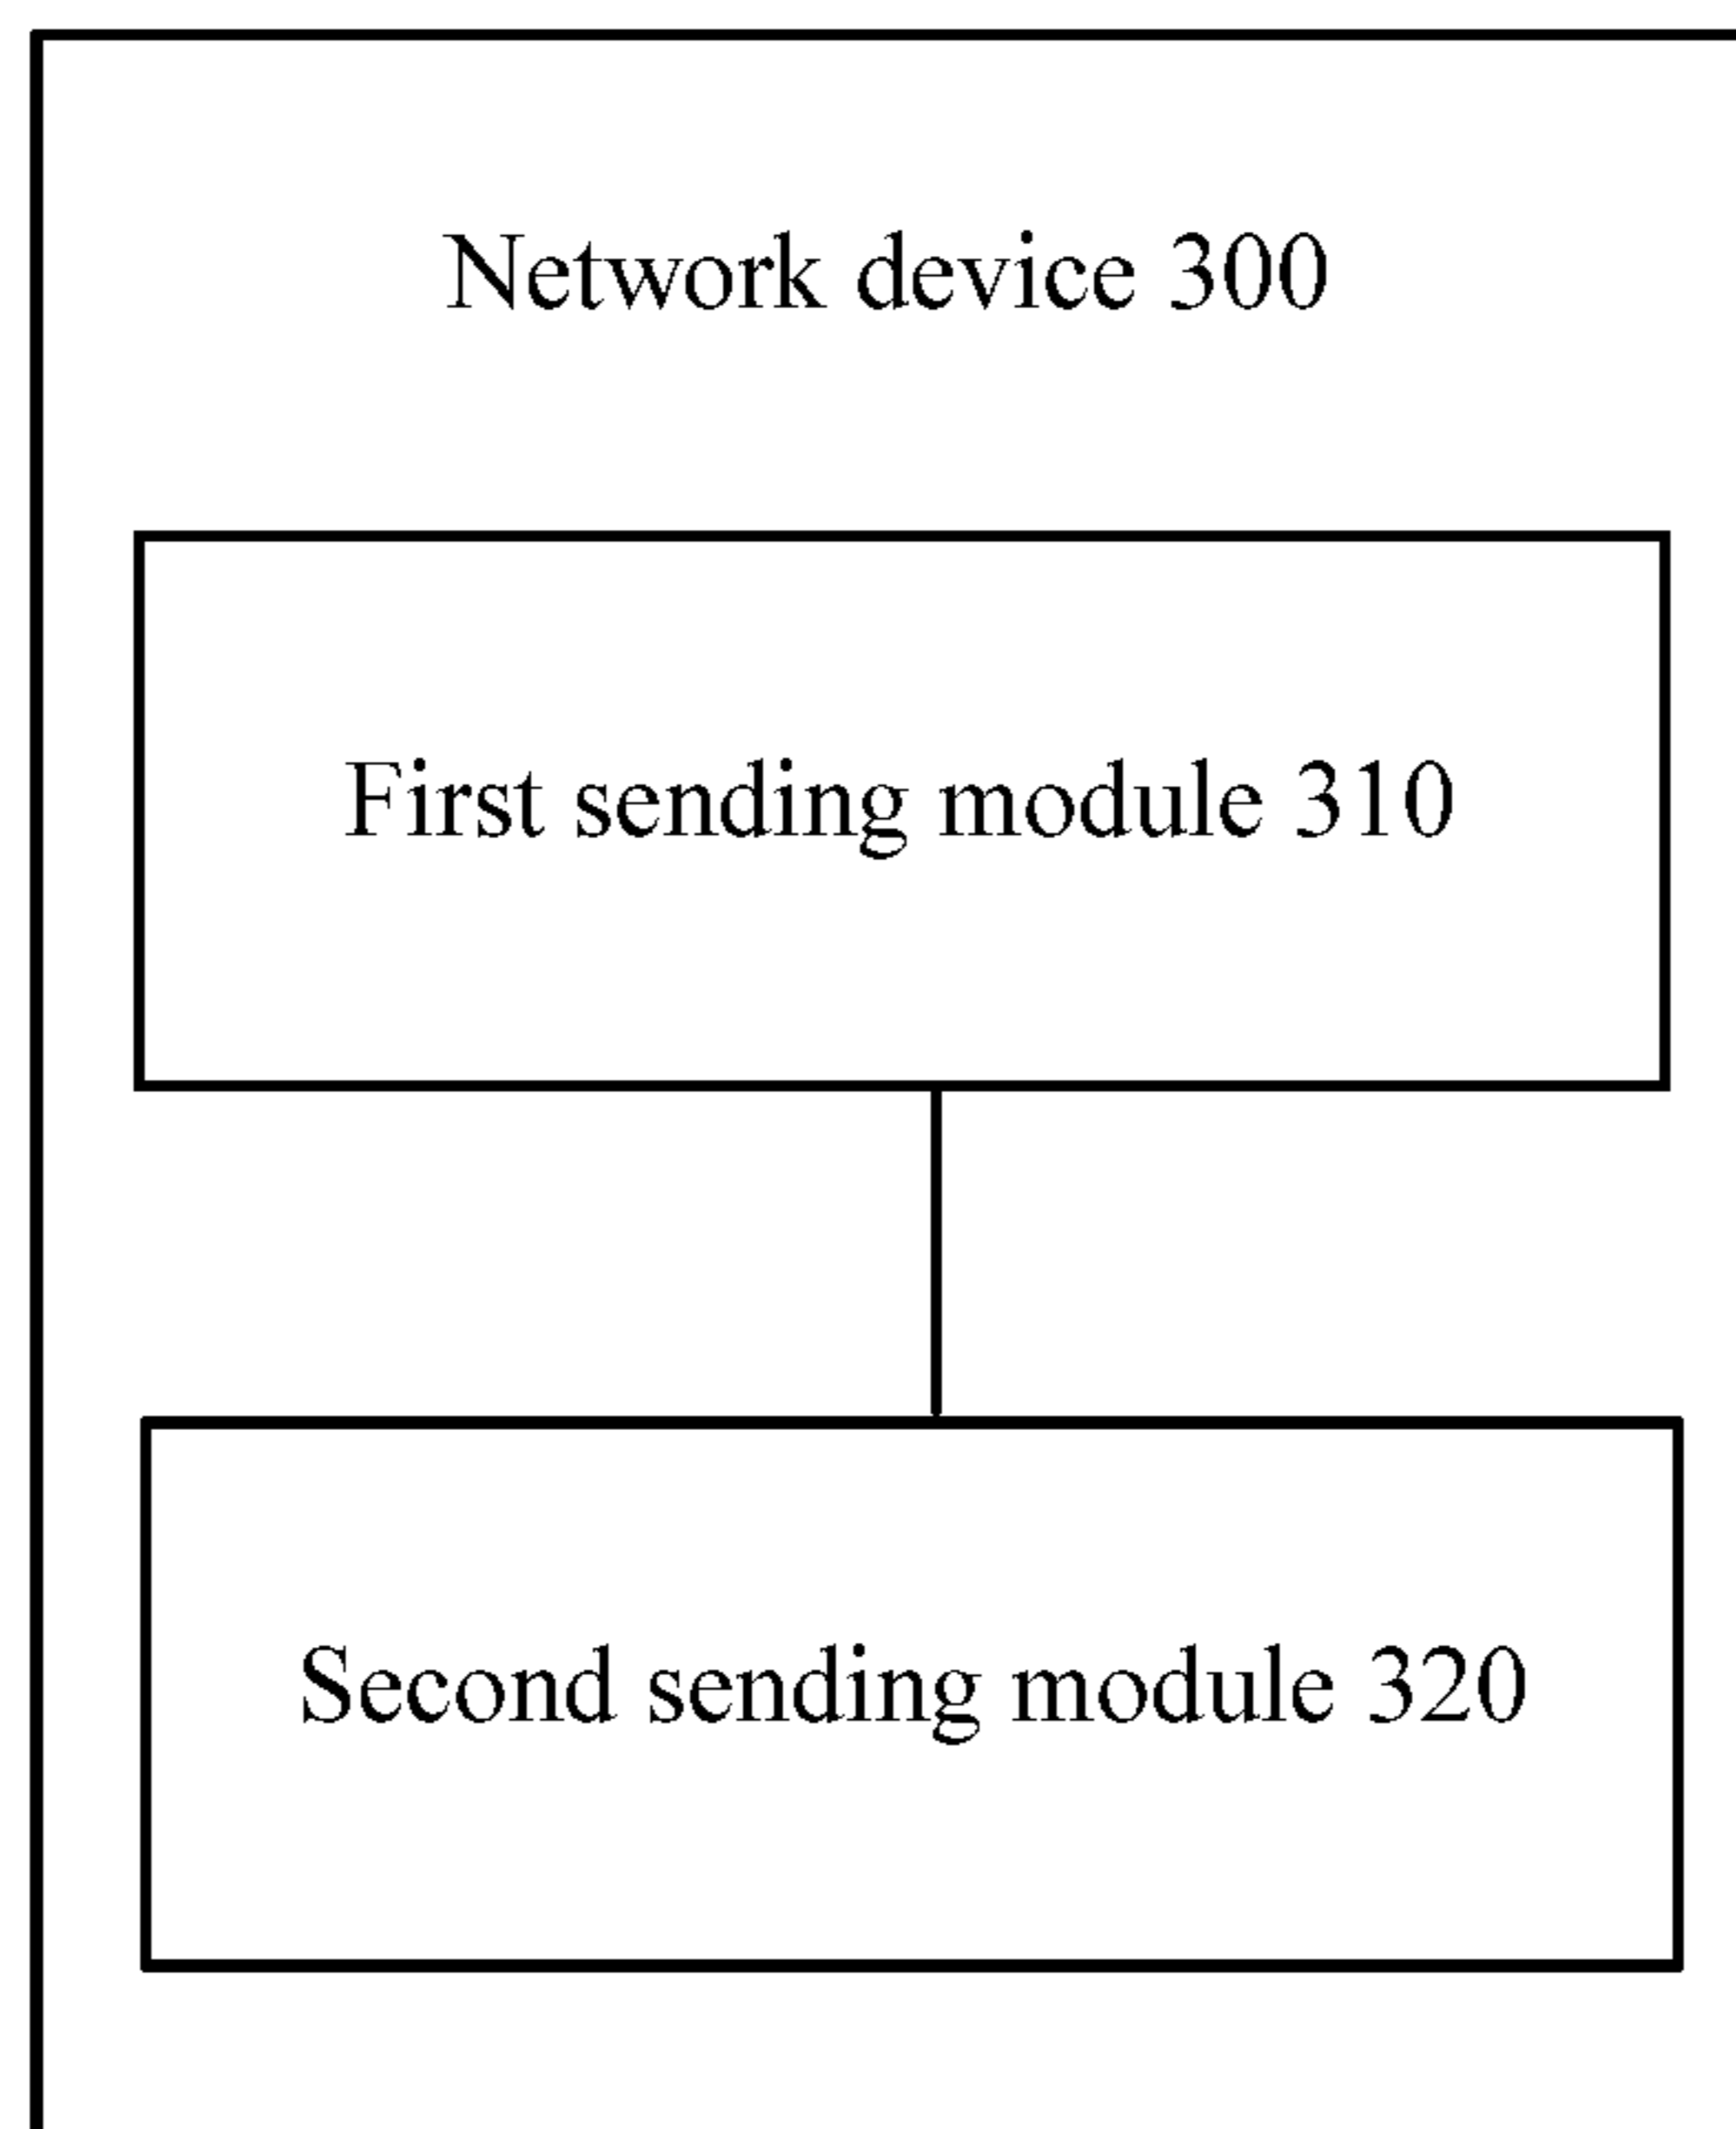 Network device 300
First sending module 310
Second sending module 320